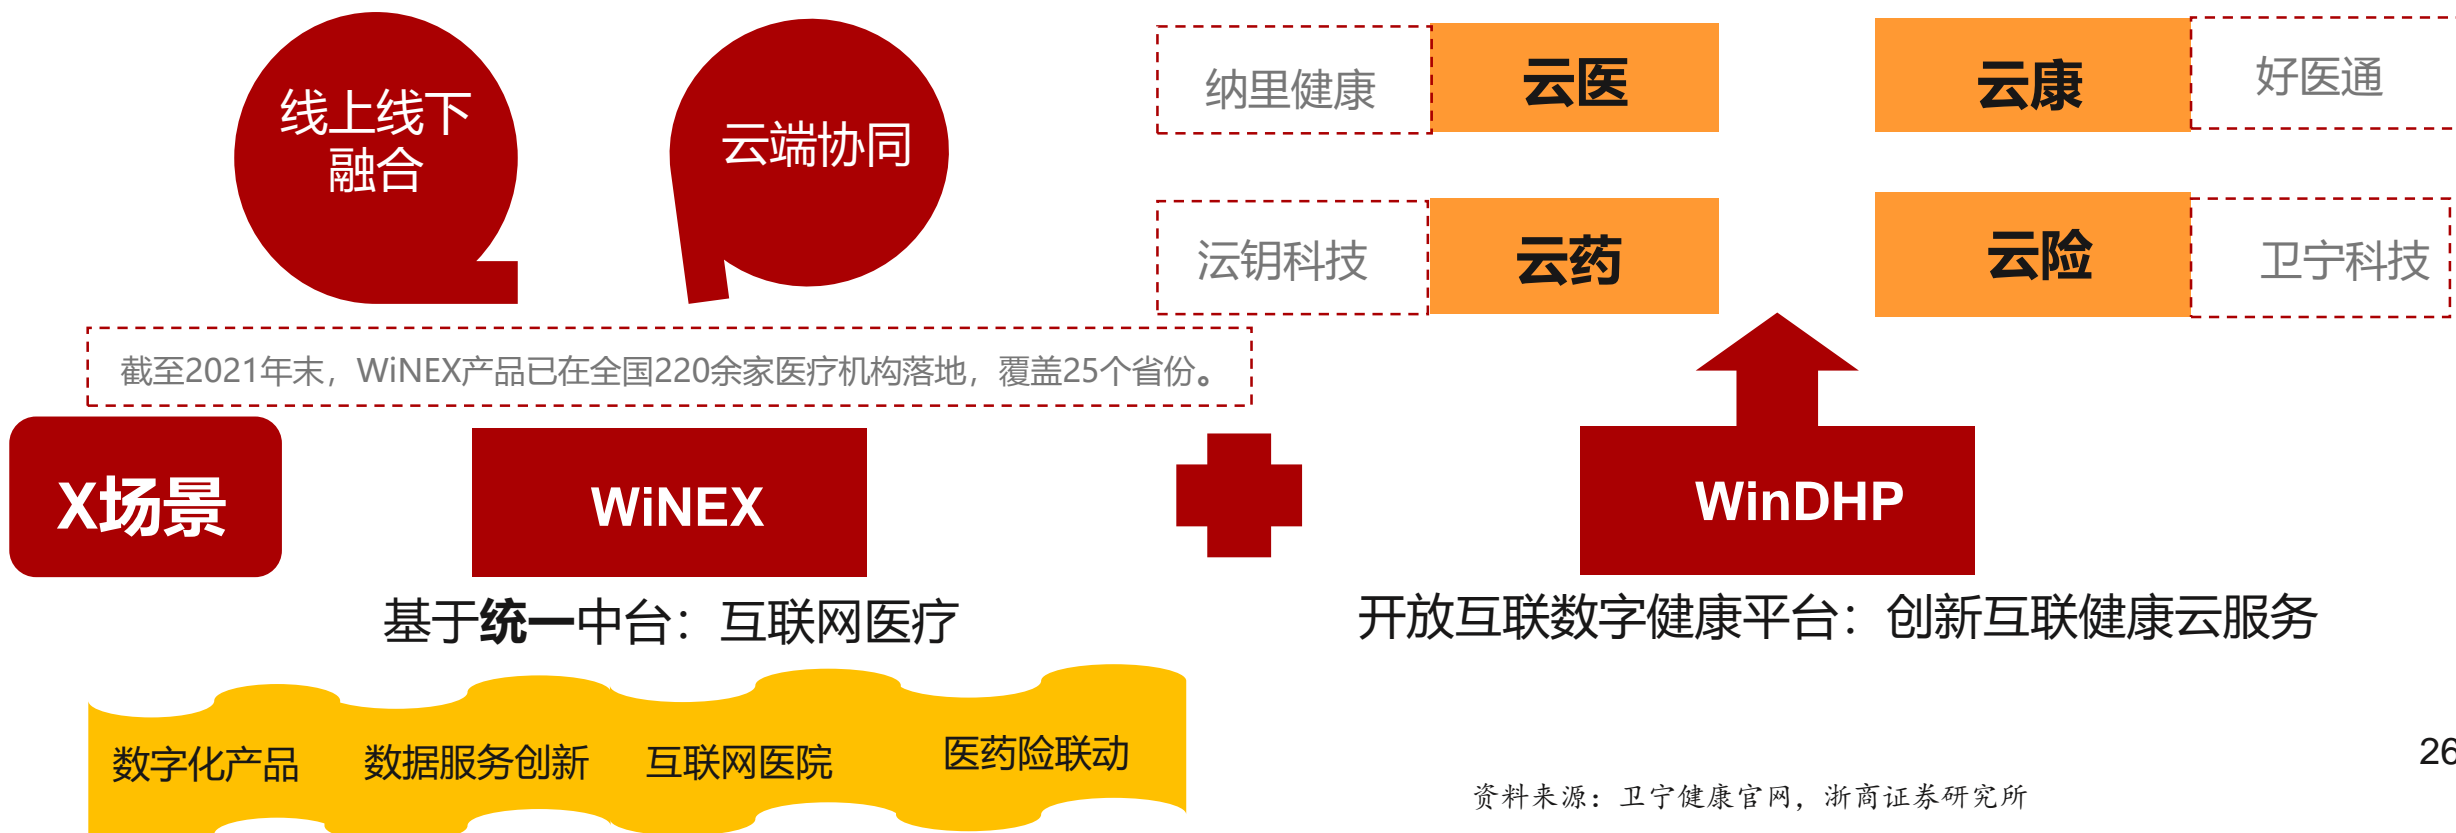 线上线下
融合
云端协同
纳里健康
云医
云康
好医通
沄钥科技
云药
云险
卫宁科技
截至2021年末，WiNEX产品已在全国220余家医疗机构落地，覆盖25个省份。
X场景
WiNEX
WinDHP
基于统一中台：互联网医疗
开放互联数字健康平台：创新互联健康云服务
数字化产品
数据服务创新
互联网医院
医药险联动
26
资料来源：卫宁健康官网，浙商证券研究所